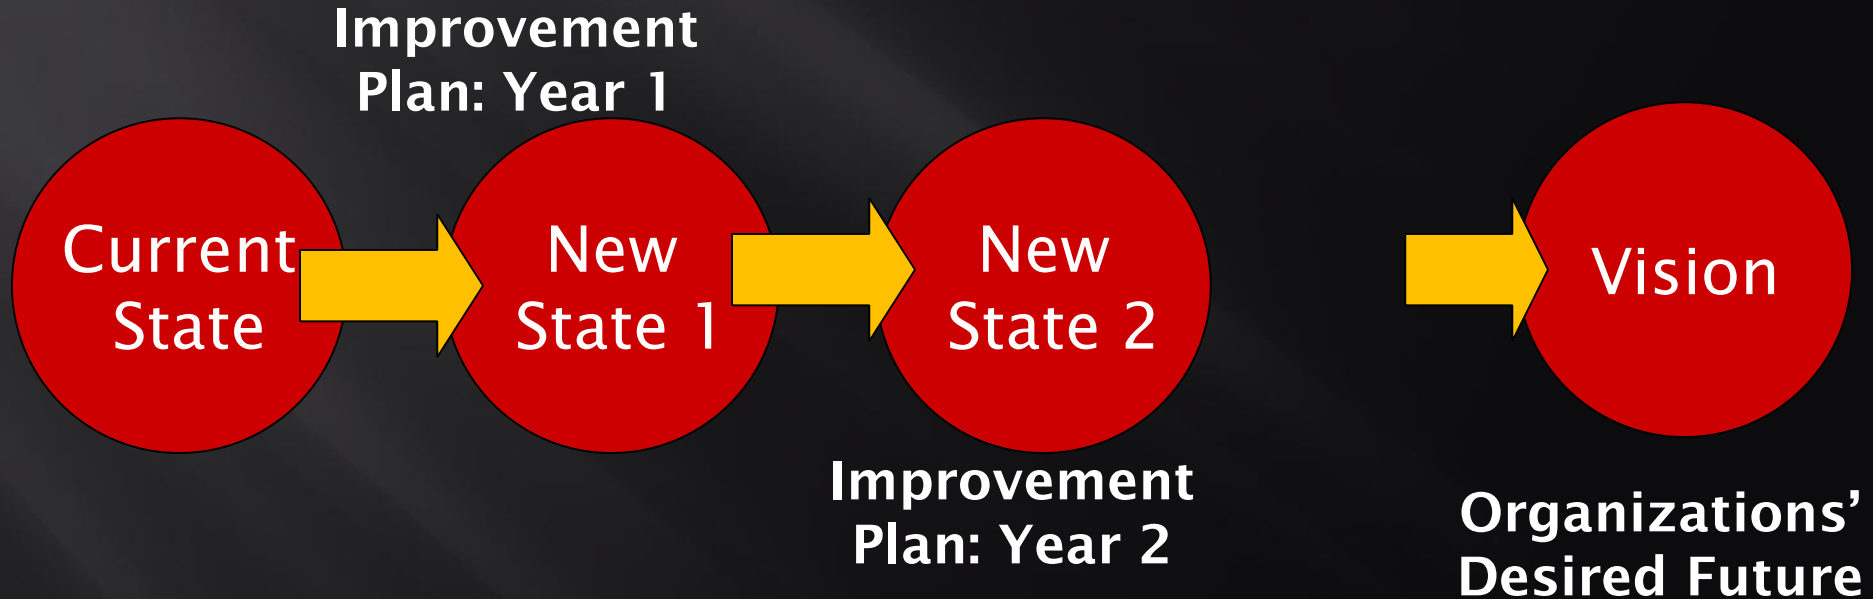 Improvement
Plan: Year 1
Current
State
New
State 1
New
State 2
Vision
Improvement
Plan: Year 2
Organizations’
Desired Future